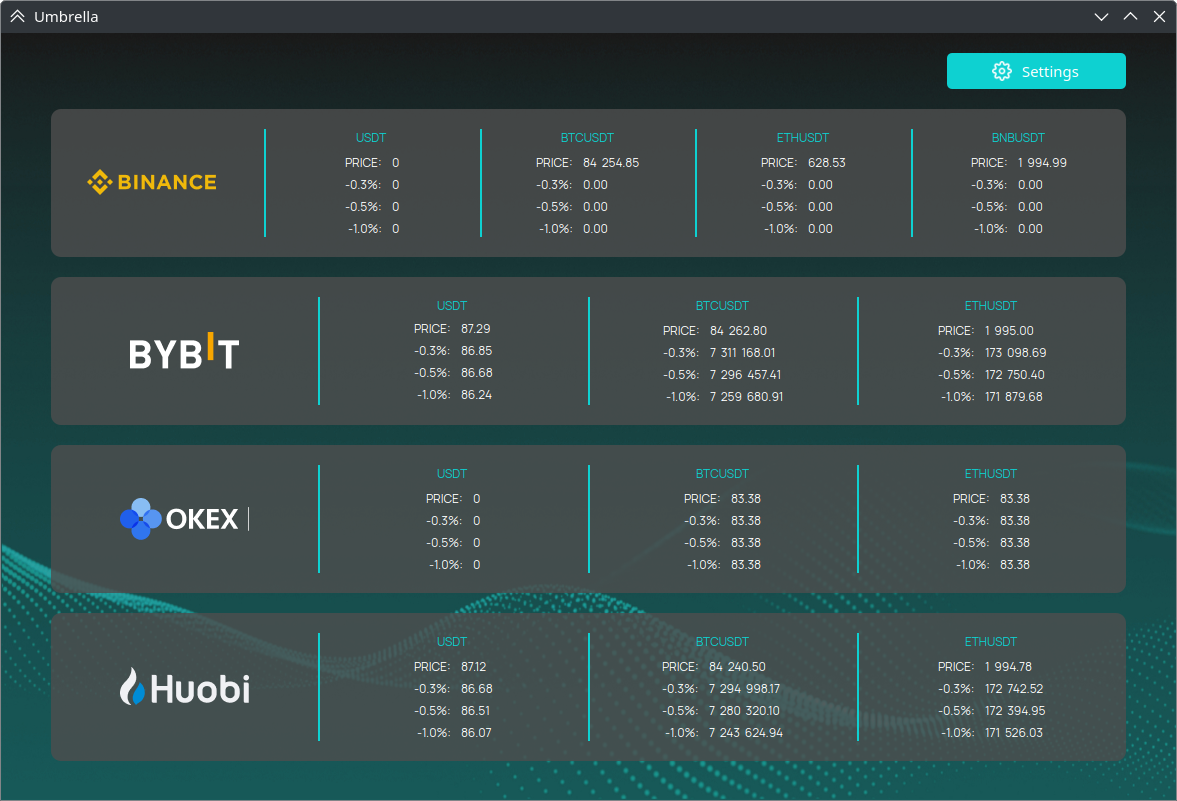 Umbrella
Settings
BINANCE
USDT
PRICE: 0
-0.3%: 0
-0.5%: 0
-1.0%: 0
BTCUSDT
PRICE: 84 254.85
-0.3%: 0.00
-0.5%: 0.00
-1.0%: 0.00
ETHUSDT
PRICE: 628.53
-0.3%: 0.00
-0.5%: 0.00
-1.0%: 0.00
BNBUSDT
PRICE: 1 994.99
-0.3%: 0.00
-0.5%: 0.00
-1.0%: 0.00
BYBIT
USDT
PRICE: 87.29
-0.3%: 86.85
-0.5%: 86.68
-1.0%: 86.24
BTCUSDT
PRICE: 84 262.80
-0.3%: 7 311 168.01
-0.5%: 7 296 457.41
-1.0%: 7 259 680.91
ETHUSDT
PRICE: 1 995.00
-0.3%: 173 098.69
-0.5%: 172 750.40
-1.0%: 171 879.68
OKEX
USDT
PRICE: 0
-0.3%: 0
-0.5%: 0
-1.0%: 0
BTCUSDT
PRICE: 83.38
-0.3%: 83.38
-0.5%: 83.38
-1.0%: 83.38
ETHUSDT
PRICE: 83.38
-0.3%: 83.38
-0.5%: 83.38
-1.0%: 83.38
Huobi
USDT
PRICE: 87.12
-0.3%: 86.68
-0.5%: 86.51
-1.0%: 86.07
BTCUSDT
PRICE: 84 240.50
-0.3%: 7 294 998.17
-0.5%: 7 280 320.10
-1.0%: 7 243 624.94
ETHUSDT
PRICE: 1 994.78
-0.3%: 172 742.52
-0.5%: 172 394.95
-1.0%: 171 526.03